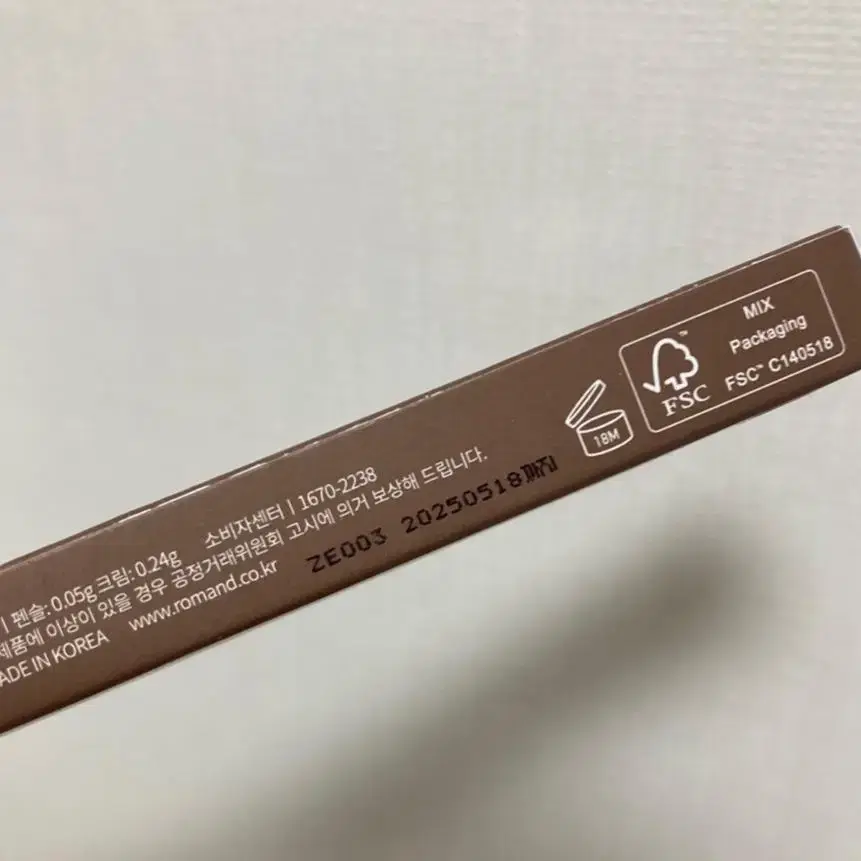 펜슬: 0.05g 크림: 0.24g 소비자센터 | 1670-2238
제품에 이상이 있을 경우 공정거래위원회 고시에 의거 보상해 드립니다.
ADE IN KOREA www.romand.co.kr ZE003 20250518까지
18M
FSC
MIX
Packaging
FSC™ C140518